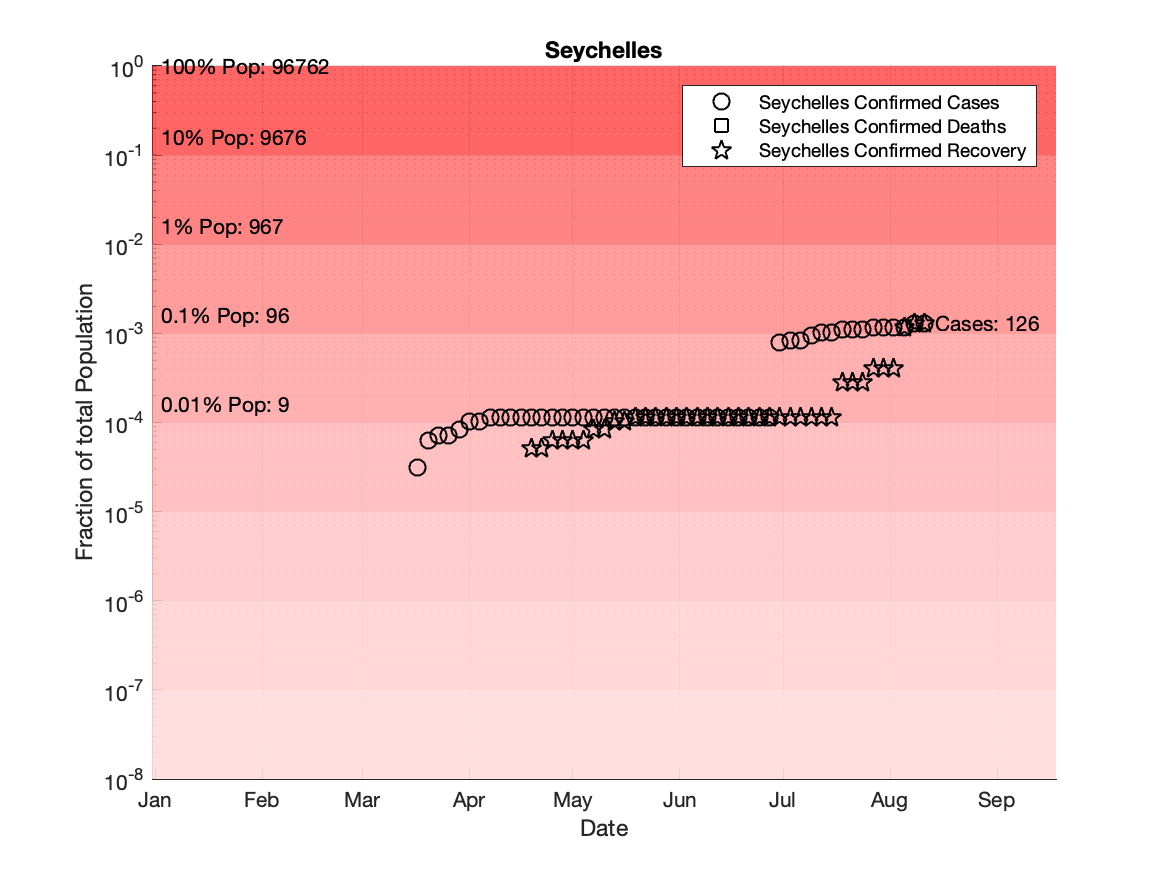 Seychelles
10^0
100% Pop: 96762
Seychelles Confirmed Cases
Seychelles Confirmed Deaths
Seychelles Confirmed Recovery
10% Pop: 9676
10^-1
1% Pop: 967
10^-2
0.1% Pop: 96
10^-3
Cases: 126
0.01% Pop: 9
10^-4
10^-5
10^-6
10^-7
10^-8
Fraction of total Population
Jan Feb Mar Apr May Jun Jul Aug Sep
Date